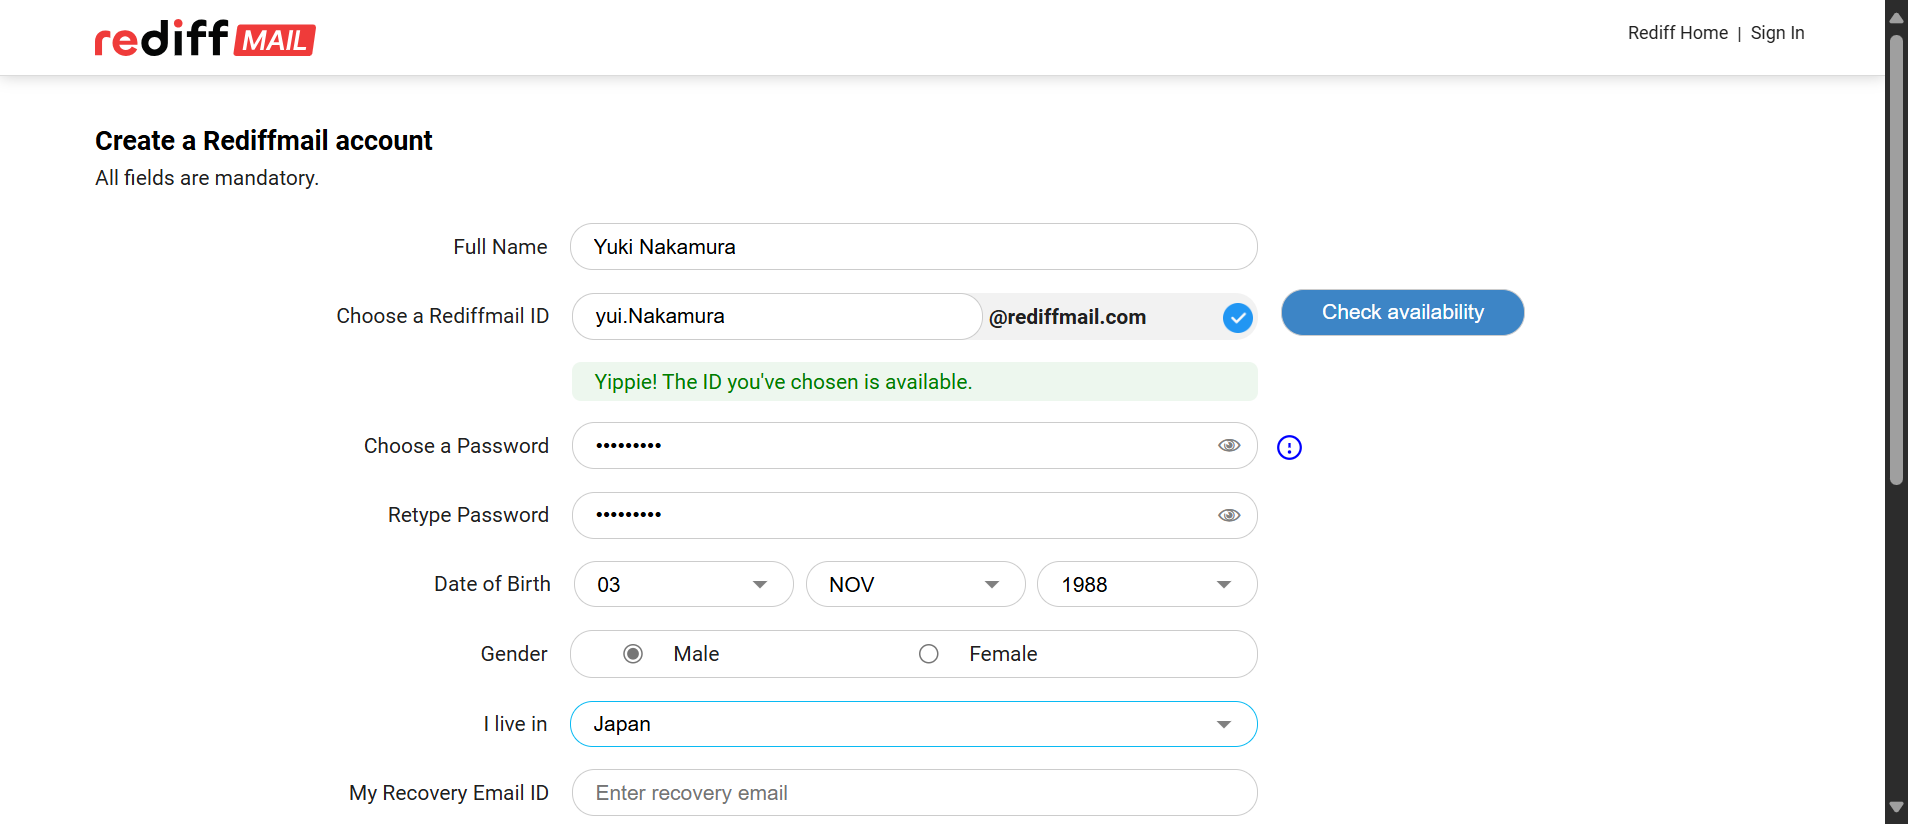 rediff MAIL
Rediff Home | Sign In
Create a Rediffmail account
All fields are mandatory.
Full Name Yuki Nakamura
Choose a Rediffmail ID yui.Nakamura @rediffmail.com Check availability
Yippie! The ID you've chosen is available.
Choose a Password •••••••••
Retype Password •••••••••
Date of Birth 03 NOV 1988
Gender Male Female
I live in Japan
My Recovery Email ID Enter recovery email